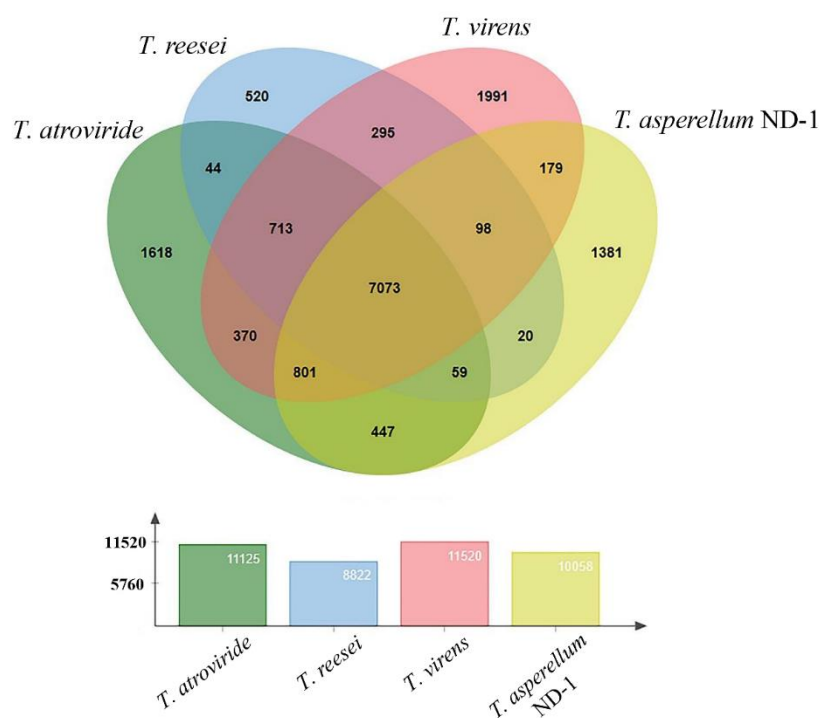 T. reesei
T. virens
T. atroviride
T. asperellum ND-1
520
1991
295
44
179
1618
713
98
1381
7073
370
20
801
59
447
11520
5760
11125
8822
11520
10058
T. atroviride
T. reesei
T. virens
T. asperellum
ND-1